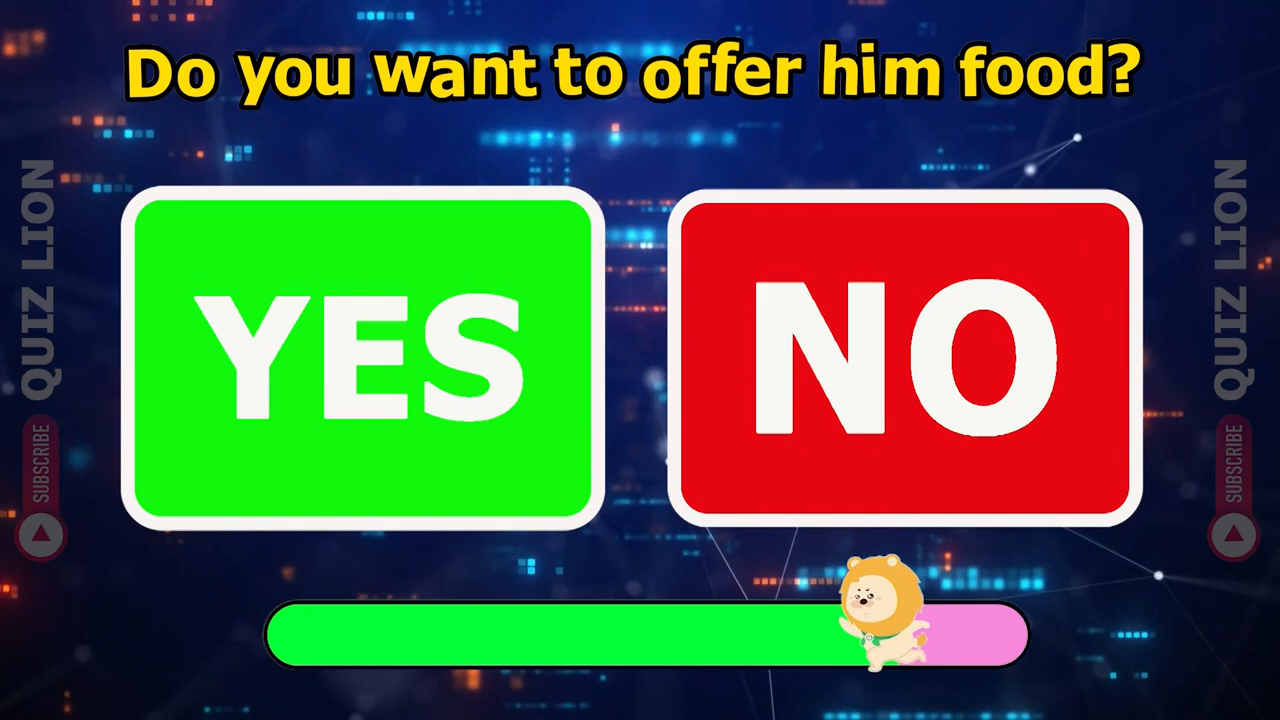 Do you want to offer him food?
YES
NO
QUIZ LION
SUBSCRIBE
QUIZ LION
SUBSCRIBE